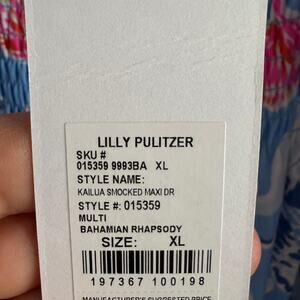 LILLY PULITZER
SKU #
015359 9993BA XL
STYLE NAME:
KAILUA SMOCKED MAXI DR
STYLE #: 015359
MULTI
BAHAMIAN RHAPSODY
SIZE: XL
197367 100198
MANUFACTURER'S SUGGESTED PRICE